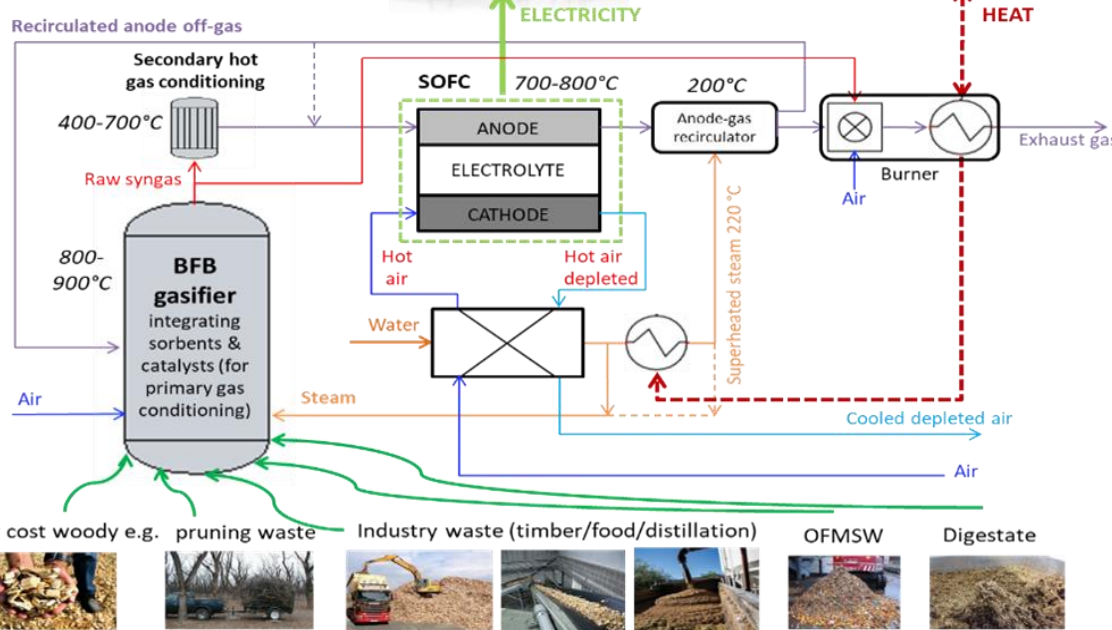 ELECTRICITY
HEAT
Recirculated anode off-gas
Secondary hot
gas conditioning
400-700°C
SOFC
700-800°C
200°C
ANODE
ELECTROLYTE
CATHODE
Anode-gas
recirculator
Burner
Exhaust gas
Air
Raw syngas
800-
900°C
BFB
gasifier
integrating
sorbents &
catalysts (for
primary gas
conditioning)
Hot
air
Hot air
depleted
Water
Superheated steam 220 °C
Air
Steam
Cooled depleted air
Air
cost woody e.g.
pruning waste
Industry waste (timber/food/distillation)
OFMSW
Digestate